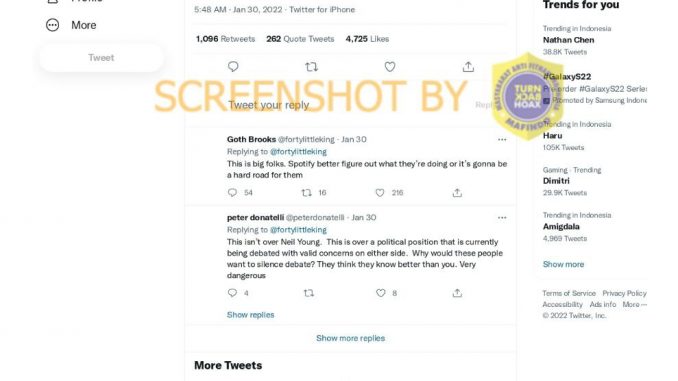 More
Tweet
5:48 AM · Jan 30, 2022 · Twitter for iPhone
1,096 Retweets 262 Quote Tweets 4,725 Likes
SCREENSHOT BY
MASYARAKAT ANTI
TURN
BACK
HOAX
MAFINDO
Tweet your reply
Goth Brooks @fortylittleking · Jan 30
Replying to @fortylittleking
This is big folks. Spotify better figure out what they're doing or it's gonna be
a hard road for them
54 16 216
peter donatelli @peterdonatelli · Jan 30
Replying to @fortylittleking
This isn't over Neil Young. This is over a political position that is currently
being debated with valid concerns on either side. Why would these people
want to silence debate? They think they know better than you. Very
dangerous
4 8
Show replies
Show more replies
More Tweets
Trends for you
Trending in Indonesia
Nathan Chen
38.8K Tweets
#GalaxyS22
Pre-order #GalaxyS22 Series
Promoted by Samsung Indone
Trending in Indonesia
Haru
105K Tweets
Gaming · Trending
Dimitri
29.9K Tweets
Trending in Indonesia
Amigdala
4,969 Tweets
Show more
Terms of Service Privacy Policy
Accessibility Ads info More
© 2022 Twitter, Inc.